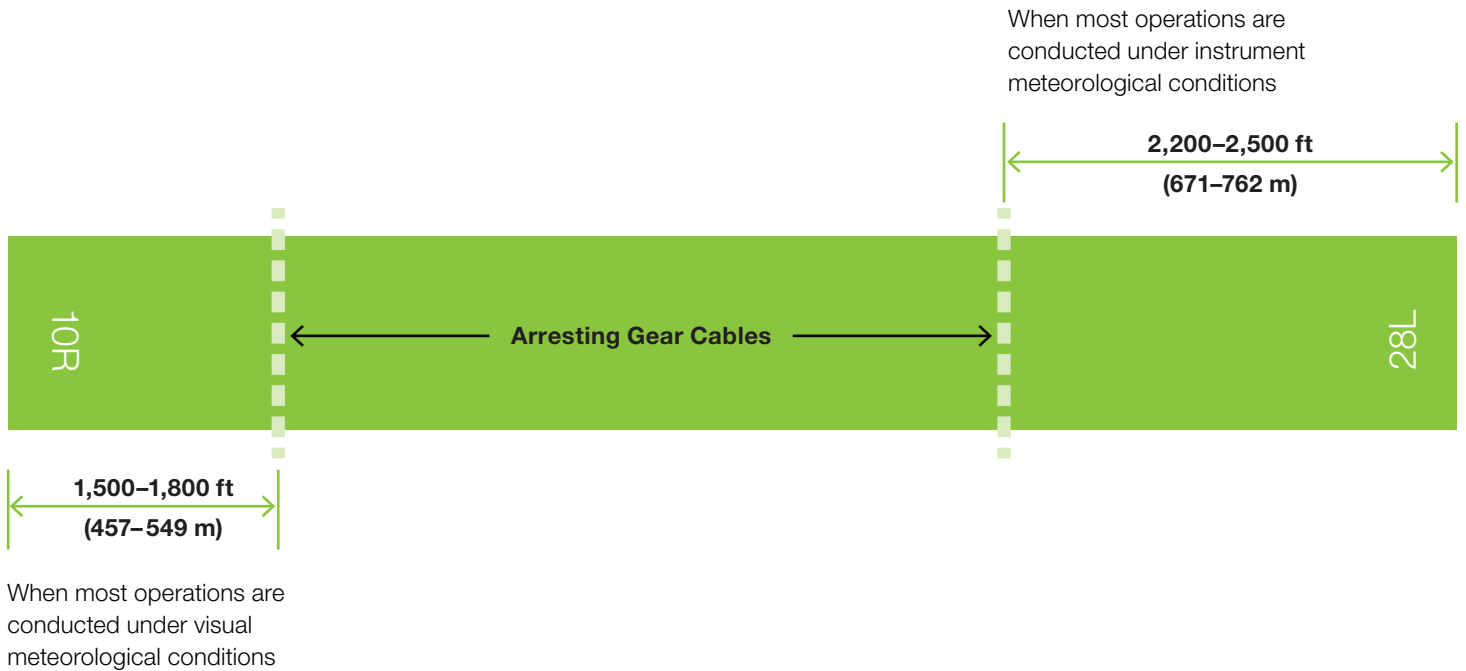 When most operations are
conducted under instrument
meteorological conditions
2,200–2,500 ft
(671–762 m)
10R
Arresting Gear Cables
28L
1,500–1,800 ft
(457–549 m)
When most operations are
conducted under visual
meteorological conditions